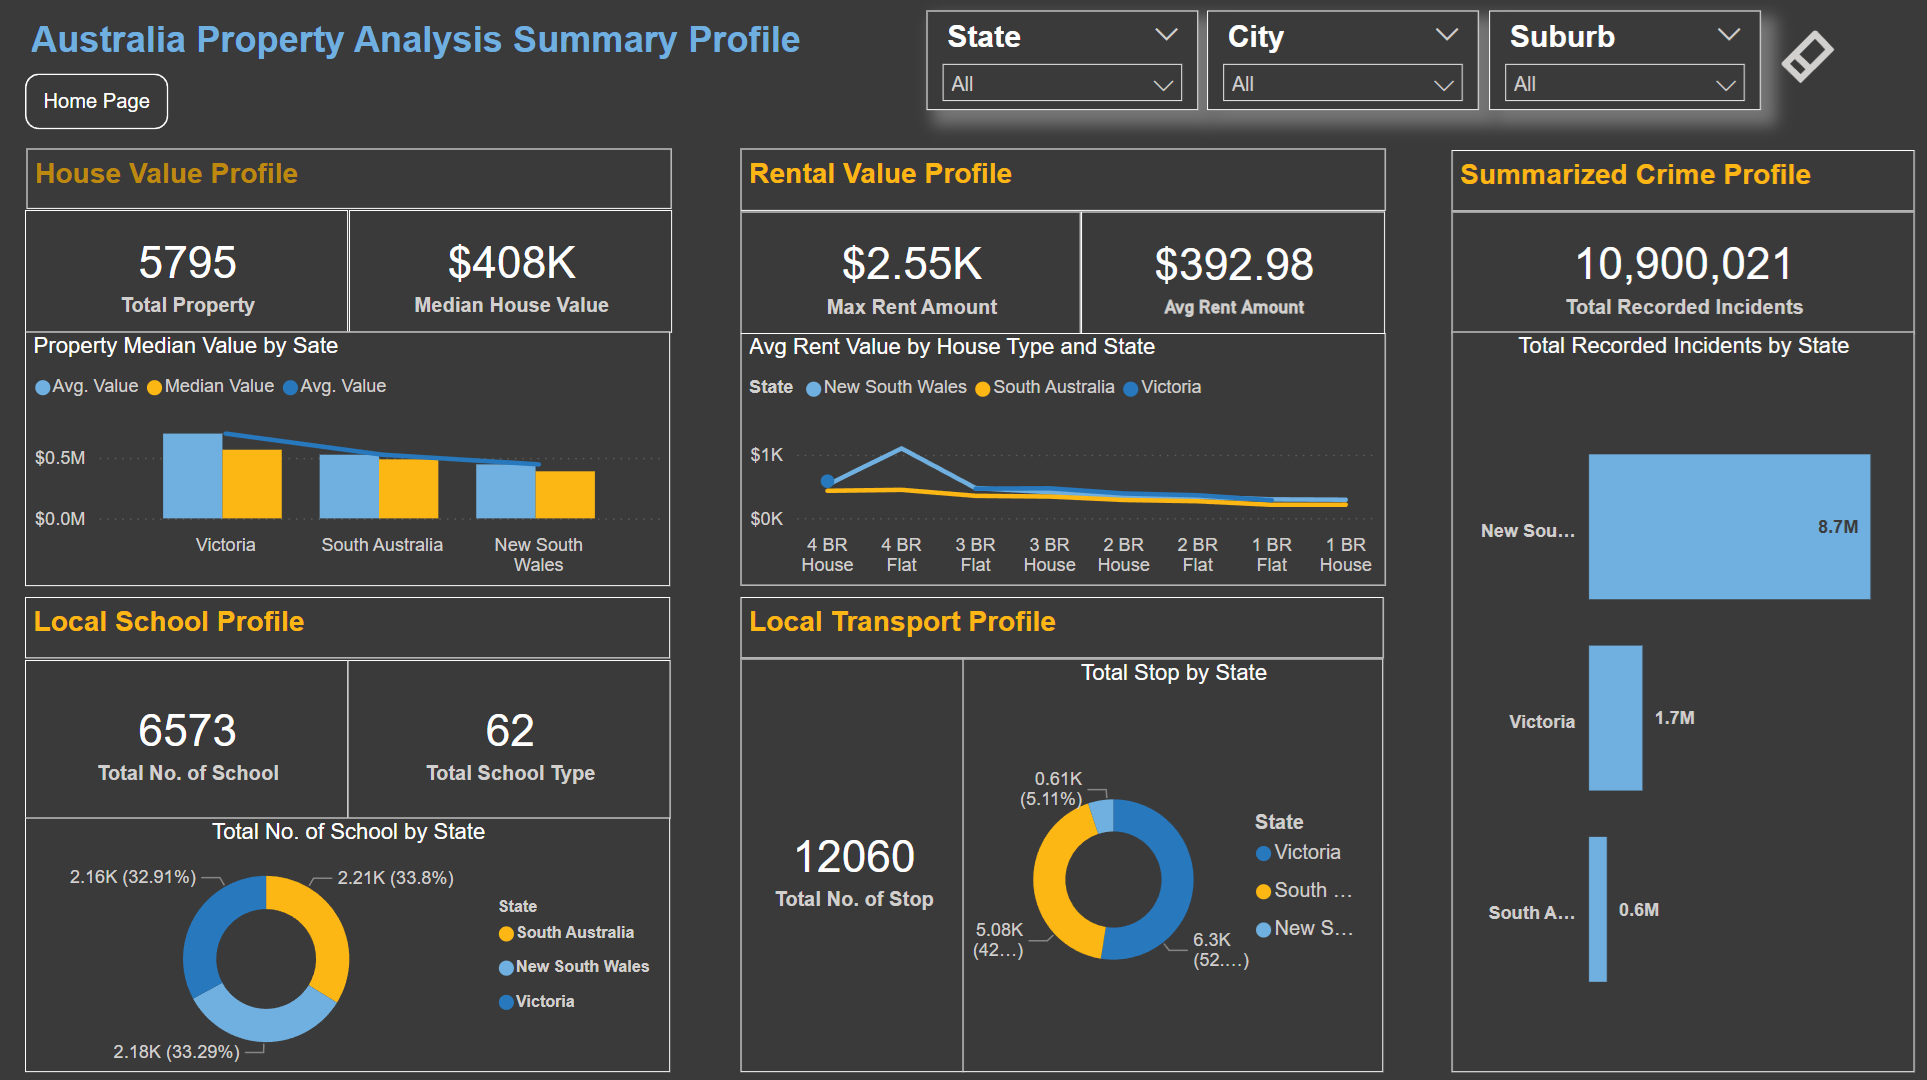 Australia Property Analysis Summary Profile
Home Page
State
All
City
All
Suburb
All
House Value Profile
5795
Total Property
$408K
Median House Value
Property Median Value by Sate
Avg. Value Median Value Avg. Value
$0.5M
$0.0M
Victoria
South Australia
New South
Wales
Rental Value Profile
$2.55K
Max Rent Amount
$392.98
Avg Rent Amount
Avg Rent Value by House Type and State
State New South Wales South Australia Victoria
$1K
$0K
4 BR
House
4 BR
Flat
3 BR
Flat
3 BR
House
2 BR
House
2 BR
Flat
1 BR
Flat
1 BR
House
Summarized Crime Profile
10,900,021
Total Recorded Incidents
Total Recorded Incidents by State
New Sou...
8.7M
Victoria
1.7M
South A...
0.6M
Local School Profile
6573
Total No. of School
62
Total School Type
Total No. of School by State
2.16K (32.91%)
2.21K (33.8%)
2.18K (33.29%)
State
South Australia
New South Wales
Victoria
Local Transport Profile
12060
Total No. of Stop
Total Stop by State
0.61K
(5.11%)
5.08K
(42...)
6.3K
(52....)
State
Victoria
South ...
New S...